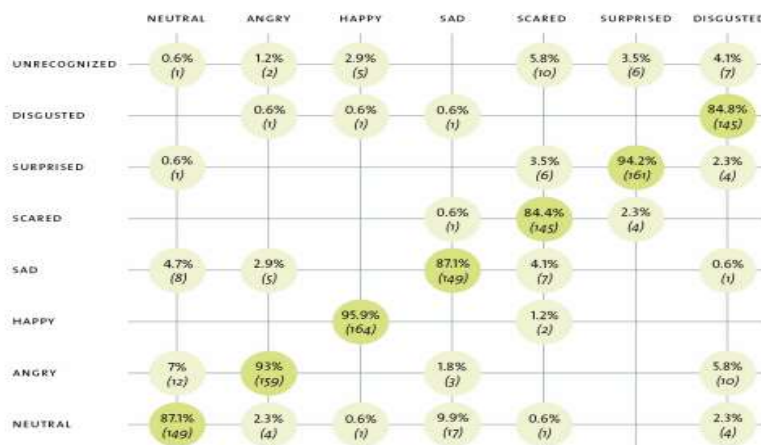 NEUTRAL ANGRY HAPPY SAD SCARED SURPRISED DISGUSTED
UNRECOGNIZED 0.6% 1.2% 2.9% 5.8% 3.5% 4.1%
(1) (2) (5) (10) (6) (7)
DISGUSTED 0.6% 0.6% 0.6% 84.8%
(1) (1) (1) (145)
SURPRISED 0.6% 3.5% 94.2% 2.3%
(1) (6) (161) (4)
SCARED 0.6% 84.4% 2.3%
(1) (145) (4)
SAD 4.7% 2.9% 87.1% 4.1% 0.6%
(8) (5) (149) (7) (1)
HAPPY 95.9% 1.2%
(164) (2)
ANGRY 7% 93% 1.8% 5.8%
(12) (159) (3) (10)
NEUTRAL 87.1% 2.3% 0.6% 9.9% 0.6% 2.3%
(149) (4) (1) (17) (1) (4)